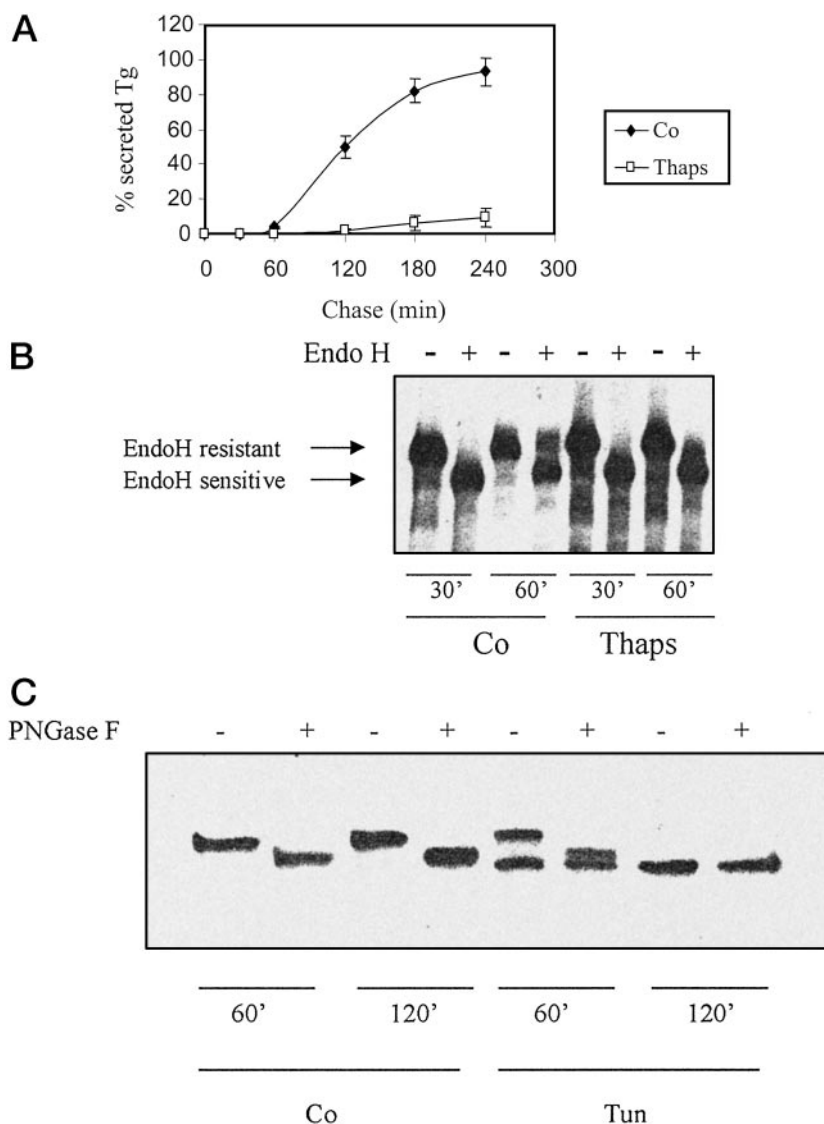 A
% secreted Tg
120
100
80
60
40
20
0
0 60 120 180 240 300
Chase (min)
Co
Thaps
B
Endo H - + - + - + - +
EndoH resistant
EndoH sensitive
30’ 60’ 30’ 60’
Co Thaps
C
PNGase F - + - + - + - +
60’ 120’ 60’ 120’
Co Tun